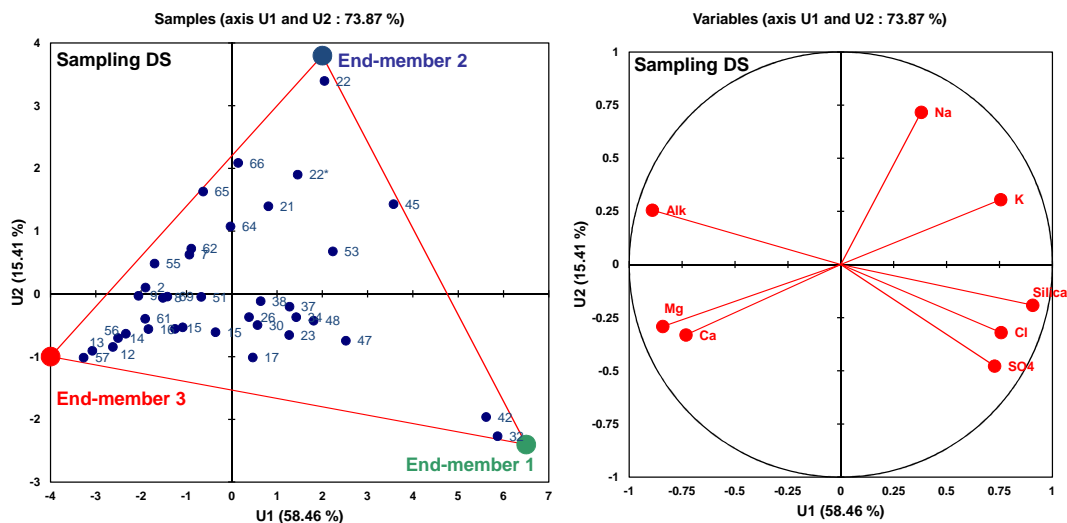 Samples (axis U1 and U2 : 73.87 %)
4
3
2
1
0
-1
-2
-3
U2 (15.41 %)
Sampling DS
End-member 2
22
66
22*
65
21
45
64
62
7
53
55
2
9
8
69
51
38
37
61
26
24
48
56
14
16
15
15
30
23
47
13
12
57
17
End-member 3
42
32
End-member 1
-4 -3 -2 -1 0 1 2 3 4 5 6 7
U1 (58.46 %)
Variables (axis U1 and U2 : 73.87 %)
1
0.75
0.5
0.25
0
-0.25
-0.5
-0.75
-1
U2 (15.41 %)
Sampling DS
Na
K
Alk
Silica
Mg
Ca
Cl
SO4
-1 -0.75 -0.5 -0.25 0 0.25 0.5 0.75 1
U1 (58.46 %)